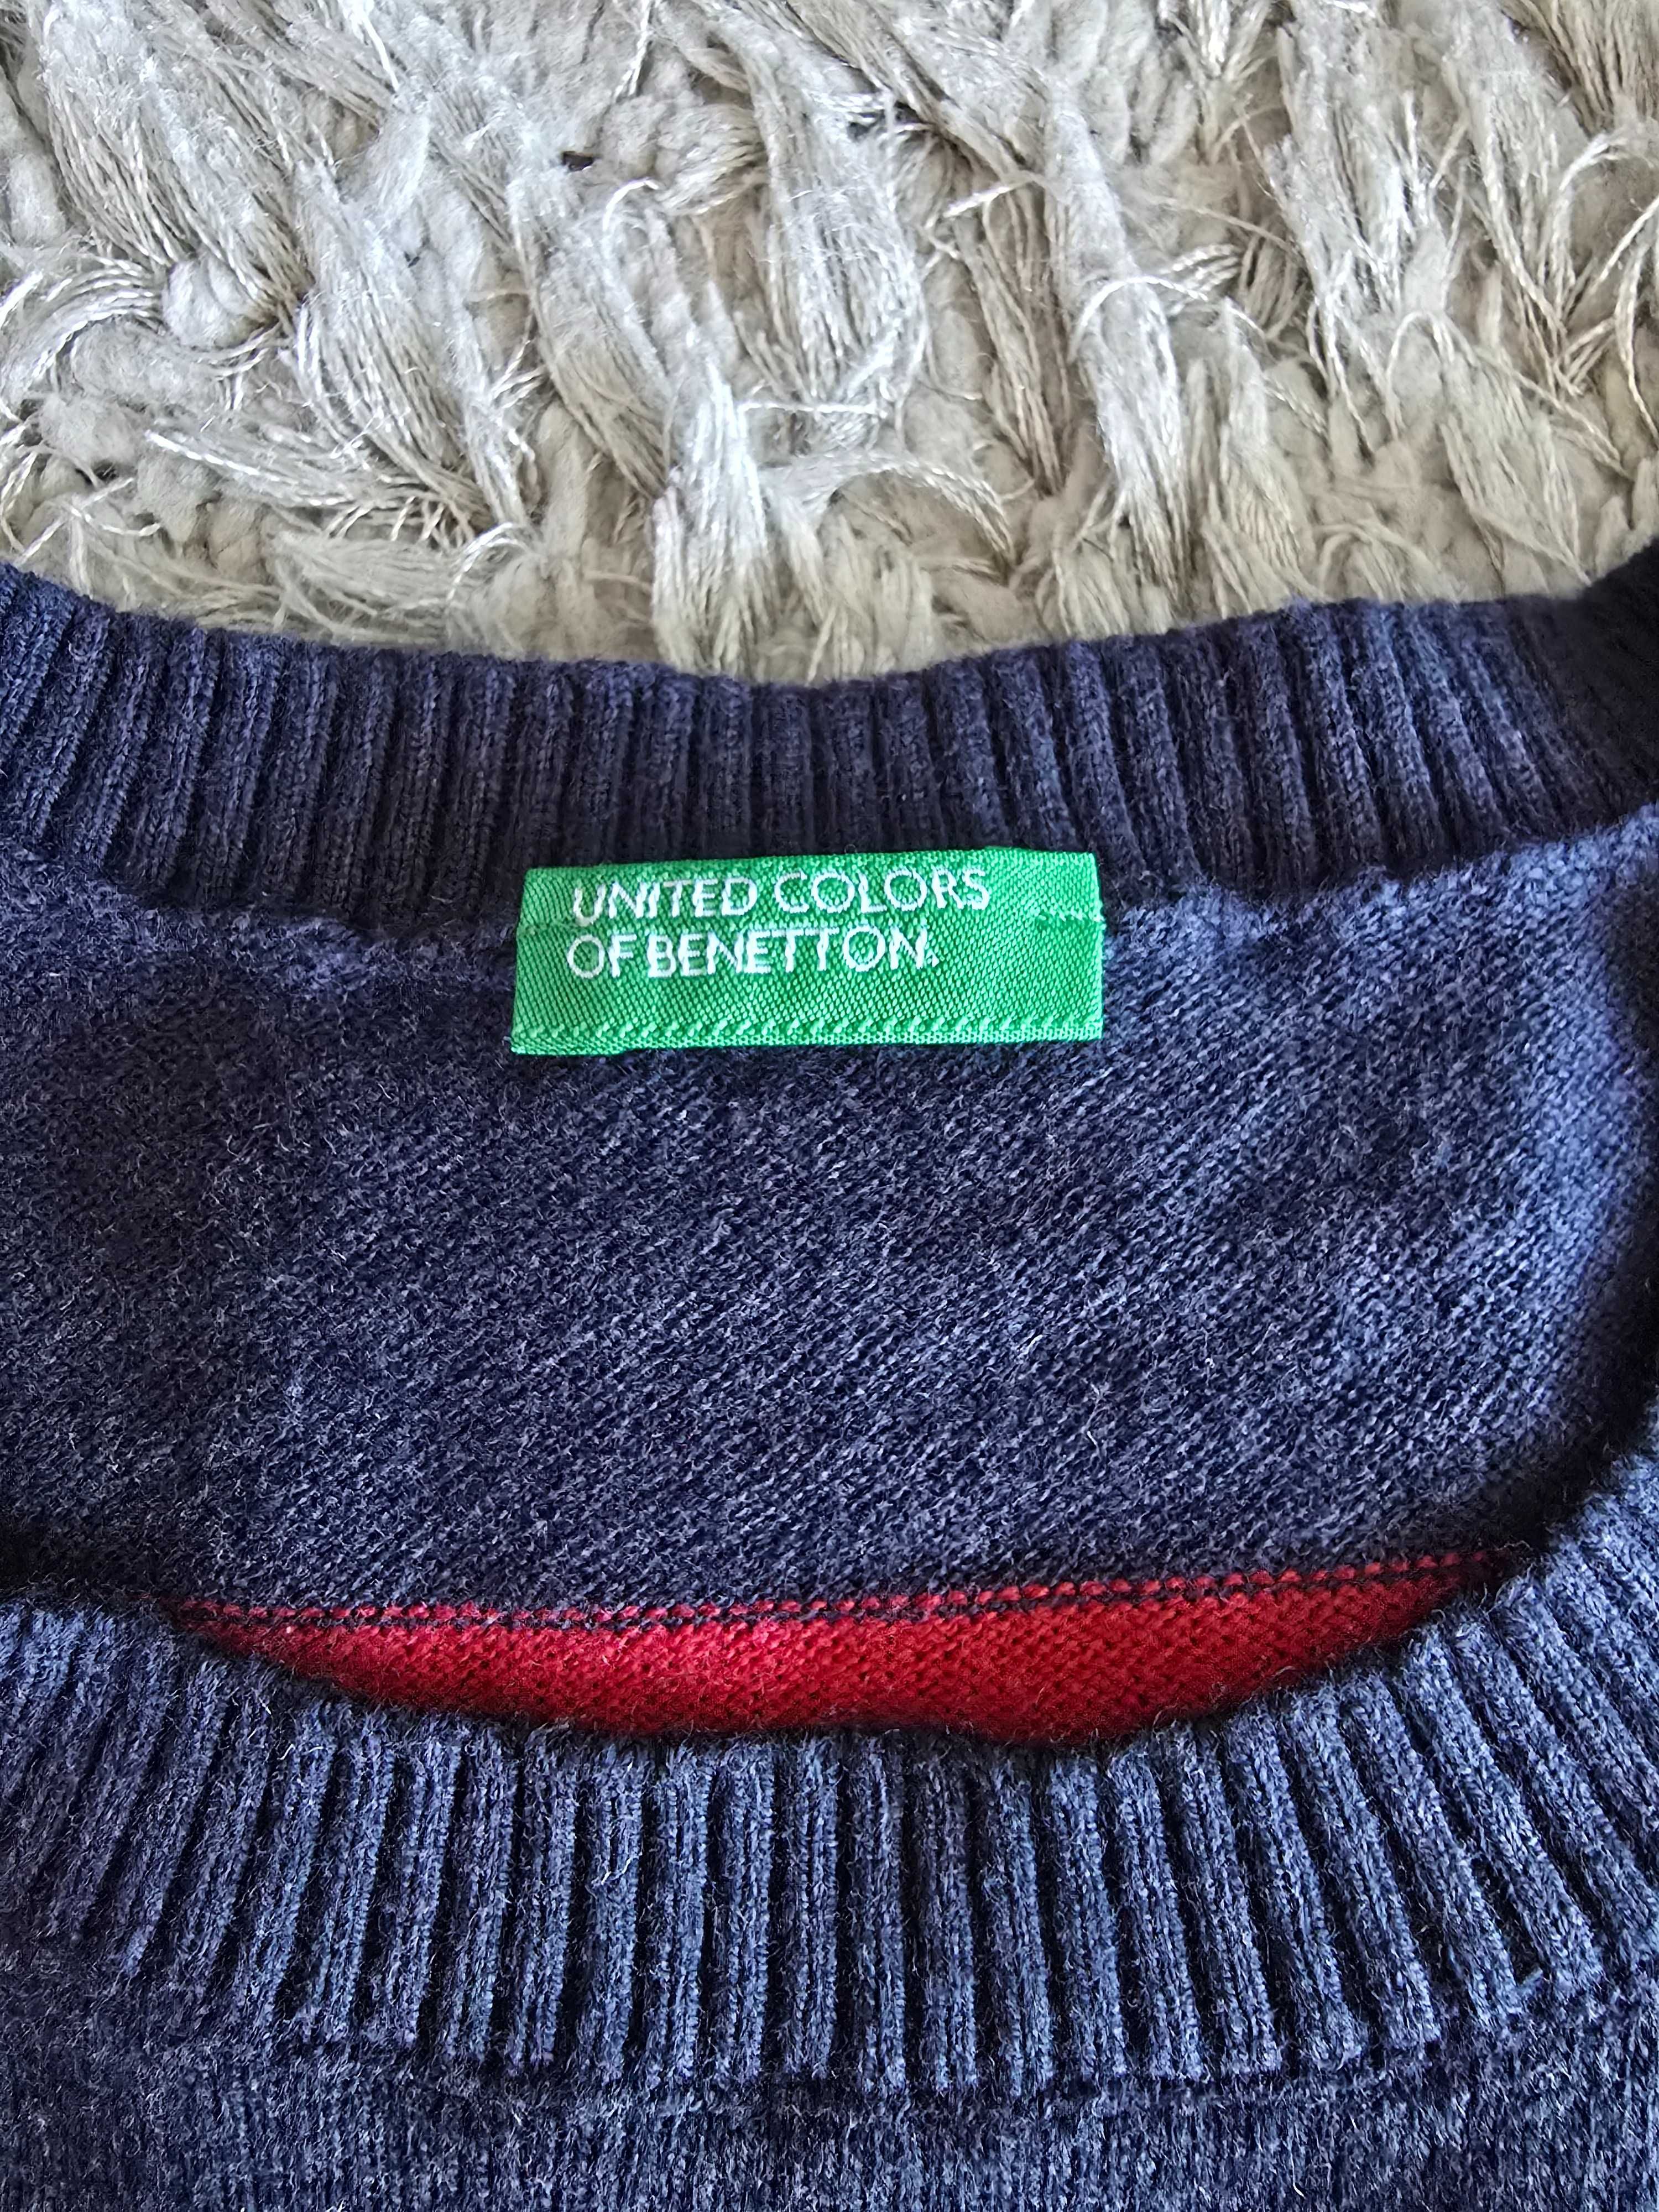 UNITED COLORS
OF BENETTON.